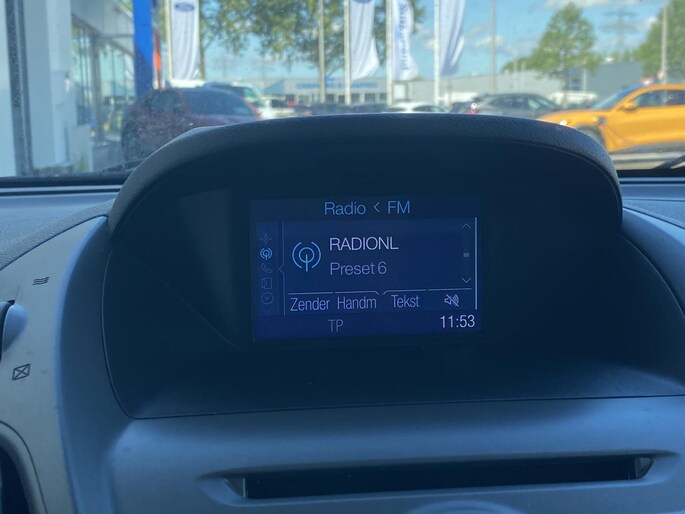 Radio < FM
RADIONL
Preset 6
Zender Handm Tekst
TP 11:53